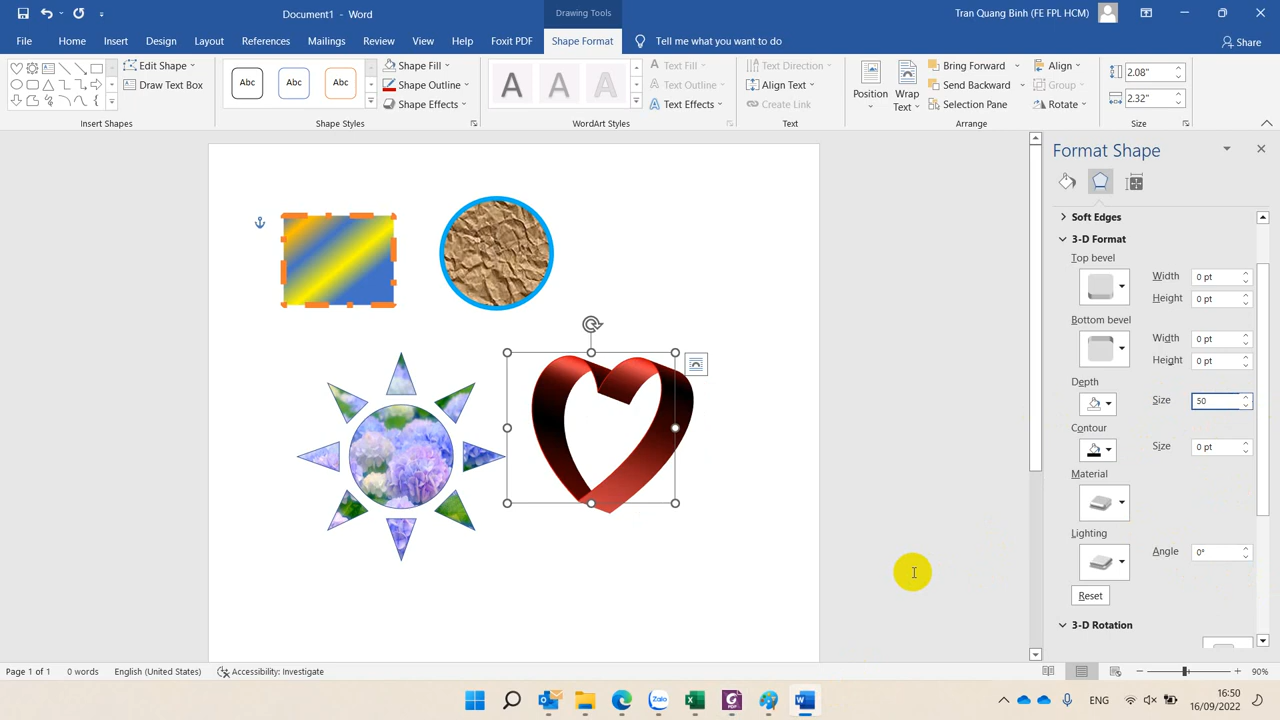 Document1 - Word
Drawing Tools
Tran Quang Binh (FE FPL HCM)
File Home Insert Design Layout References Mailings Review View Help Foxit PDF Shape Format Tell me what you want to do Share
Edit Shape
Draw Text Box
Insert Shapes
Abc Abc Abc
Shape Fill
Shape Outline
Shape Effects
Shape Styles
A A A
Text Fill
Text Outline
Text Effects
WordArt Styles
Text Direction
Align Text
Create Link
Text
Position
Wrap
Text
Bring Forward
Send Backward
Selection Pane
Align
Group
Rotate
Arrange
2.08"
2.32"
Size
Format Shape
Soft Edges
3-D Format
Top bevel
Width 0 pt
Height 0 pt
Bottom bevel
Width 0 pt
Height 0 pt
Depth
Size 50
Contour
Size 0 pt
Material
Lighting
Angle 0°
Reset
3-D Rotation
Page 1 of 1 0 words English (United States) Accessibility: Investigate 90%
Zalo
PDF
ENG
16:50
16/09/2022